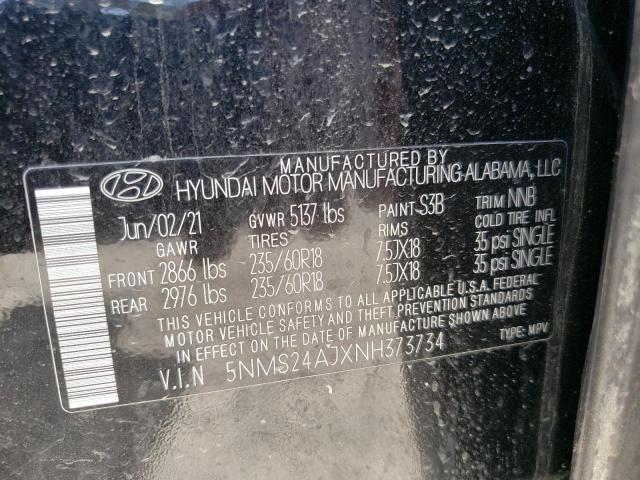 MANUFACTURED BY
HYUNDAI MOTOR MANUFACTURING ALABAMA, LLC
Jun/02/21 GVWR 5137 lbs PAINT S3B TRIM NNB
GAWR TIRES RIMS COLD TIRE INFL
FRONT 2866 lbs 235/60R18 7.5JX18 35 psi SINGLE
REAR 2976 lbs 235/60R18 7.5JX18 35 psi SINGLE
THIS VEHICLE CONFORMS TO ALL APPLICABLE U.S.A. FEDERAL
MOTOR VEHICLE SAFETY AND THEFT PREVENTION STANDARDS
IN EFFECT ON THE DATE OF MANUFACTURE SHOWN ABOVE
V.I.N 5NMS24AJXNH373734 TYPE: MPV